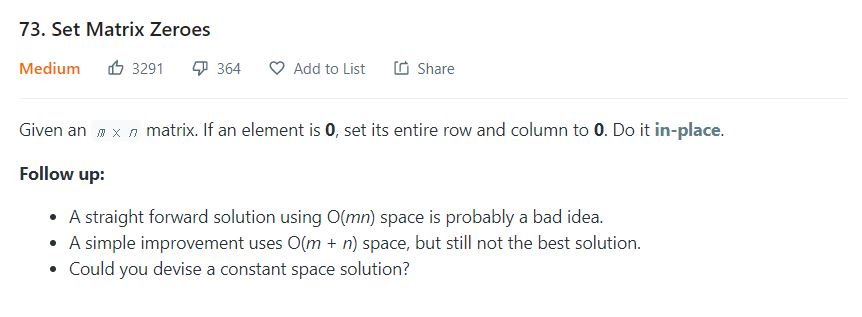 73. Set Matrix Zeroes
Medium 3291 364 Add to List Share
Given an m x n matrix. If an element is 0, set its entire row and column to 0. Do it in-place.
Follow up:
• A straight forward solution using O(mn) space is probably a bad idea.
• A simple improvement uses O(m + n) space, but still not the best solution.
• Could you devise a constant space solution?